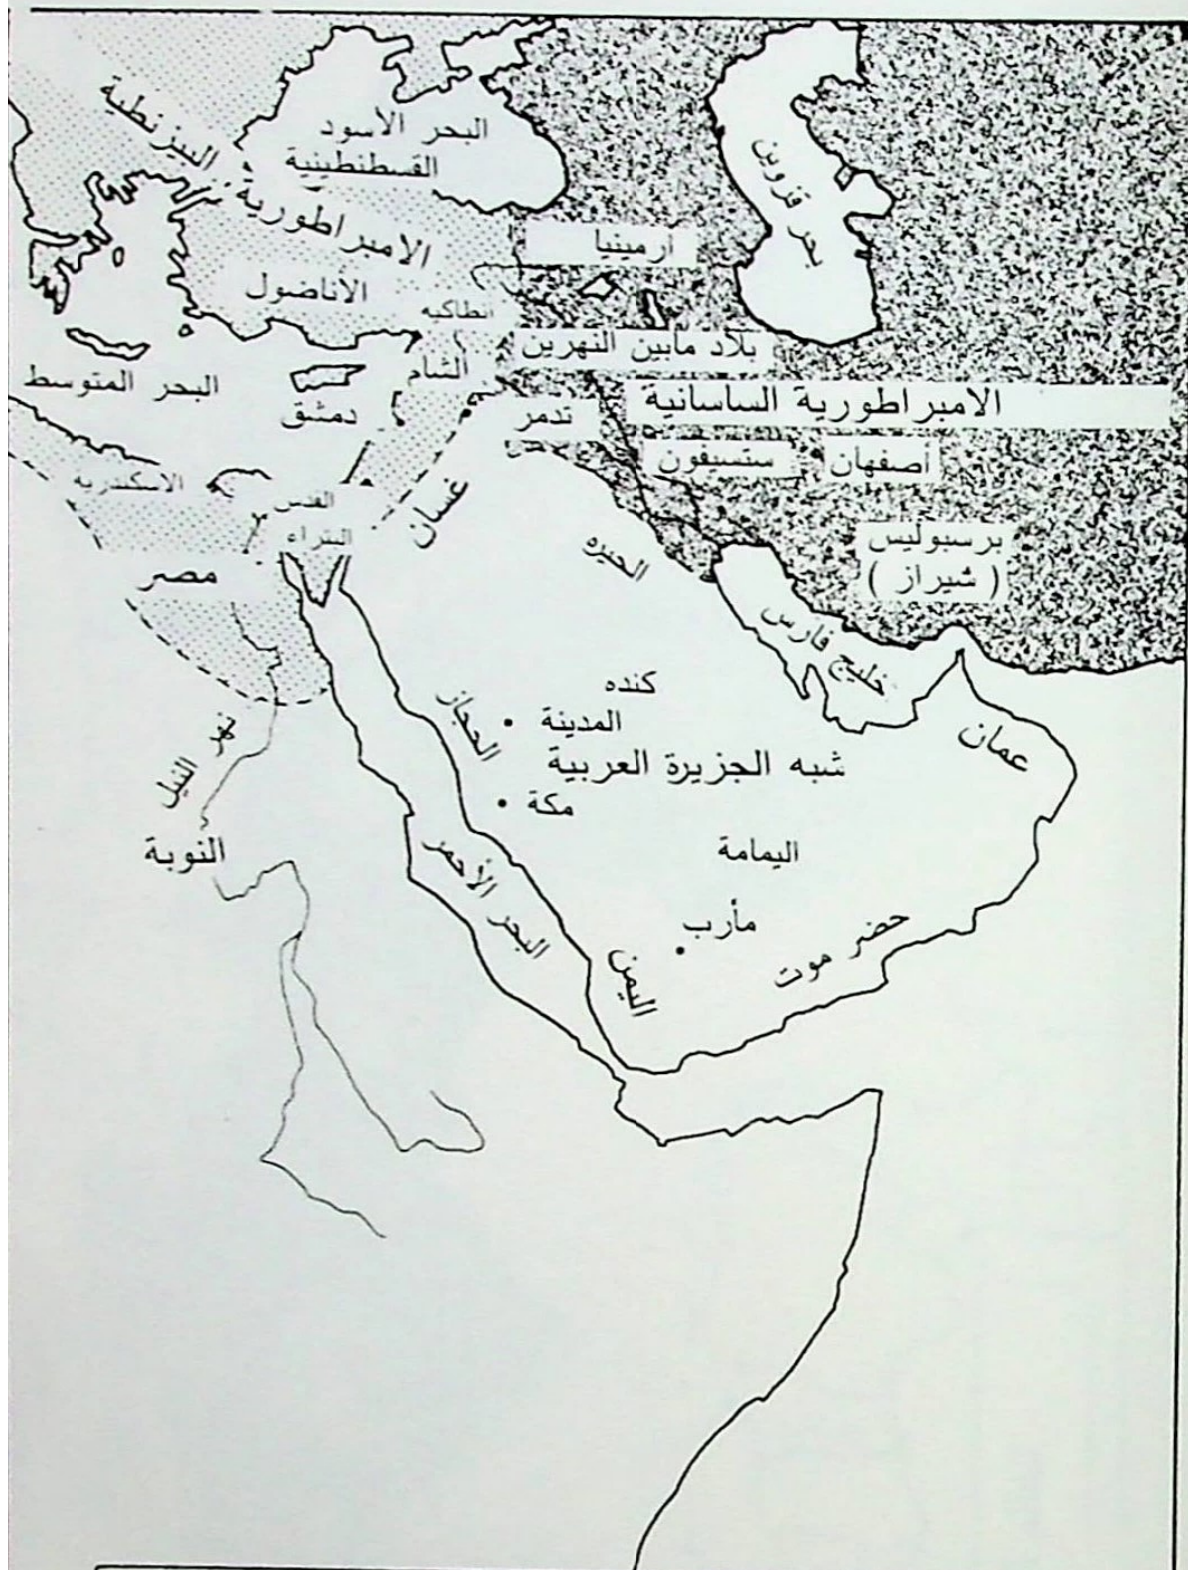 البحر الأسود
القسطنطينية
الامبراطورية البيزنطية
بحر قزوين
أرمينيا
الأناضول
انطاكيه
بلاد مابين النهرين
الشام
البحر المتوسط
الامبراطورية الساسانية
دمشق
تدمر
ستسيفون
أصفهان
الاسكندريه
القدس
غسان
البتراء
برسبوليس
( شيراز )
الحيره
مصر
خليج فارس
كنده
الحجاز
المدينة
عمان
نهر النيل
شبه الجزيرة العربية
مكة
النوبة
اليمامة
البحر الأحمر
مأرب
حضر موت
اليمن